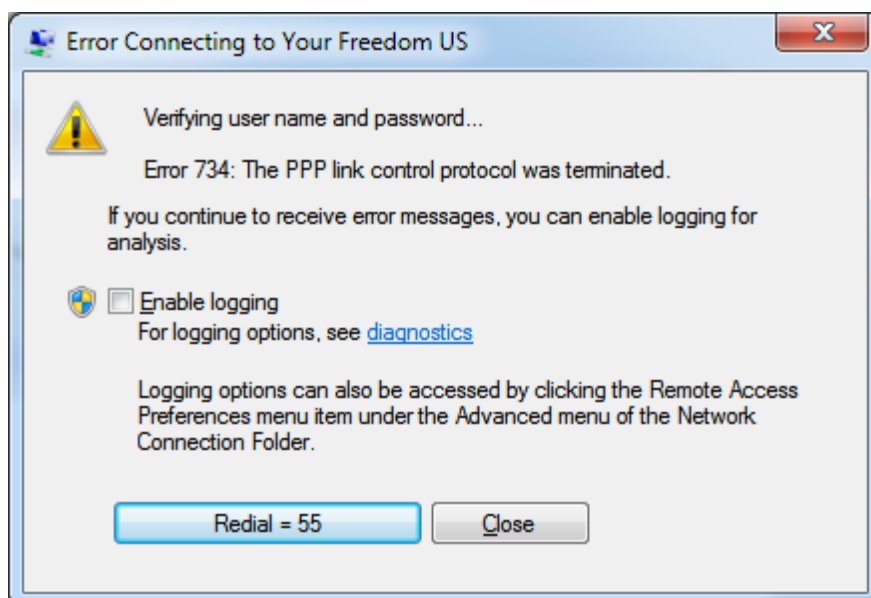 Error Connecting to Your Freedom US
Verifying user name and password...
Error 734: The PPP link control protocol was terminated.
If you continue to receive error messages, you can enable logging for
analysis.
Enable logging
For logging options, see diagnostics
Logging options can also be accessed by clicking the Remote Access
Preferences menu item under the Advanced menu of the Network
Connection Folder.
Redial = 55
Close